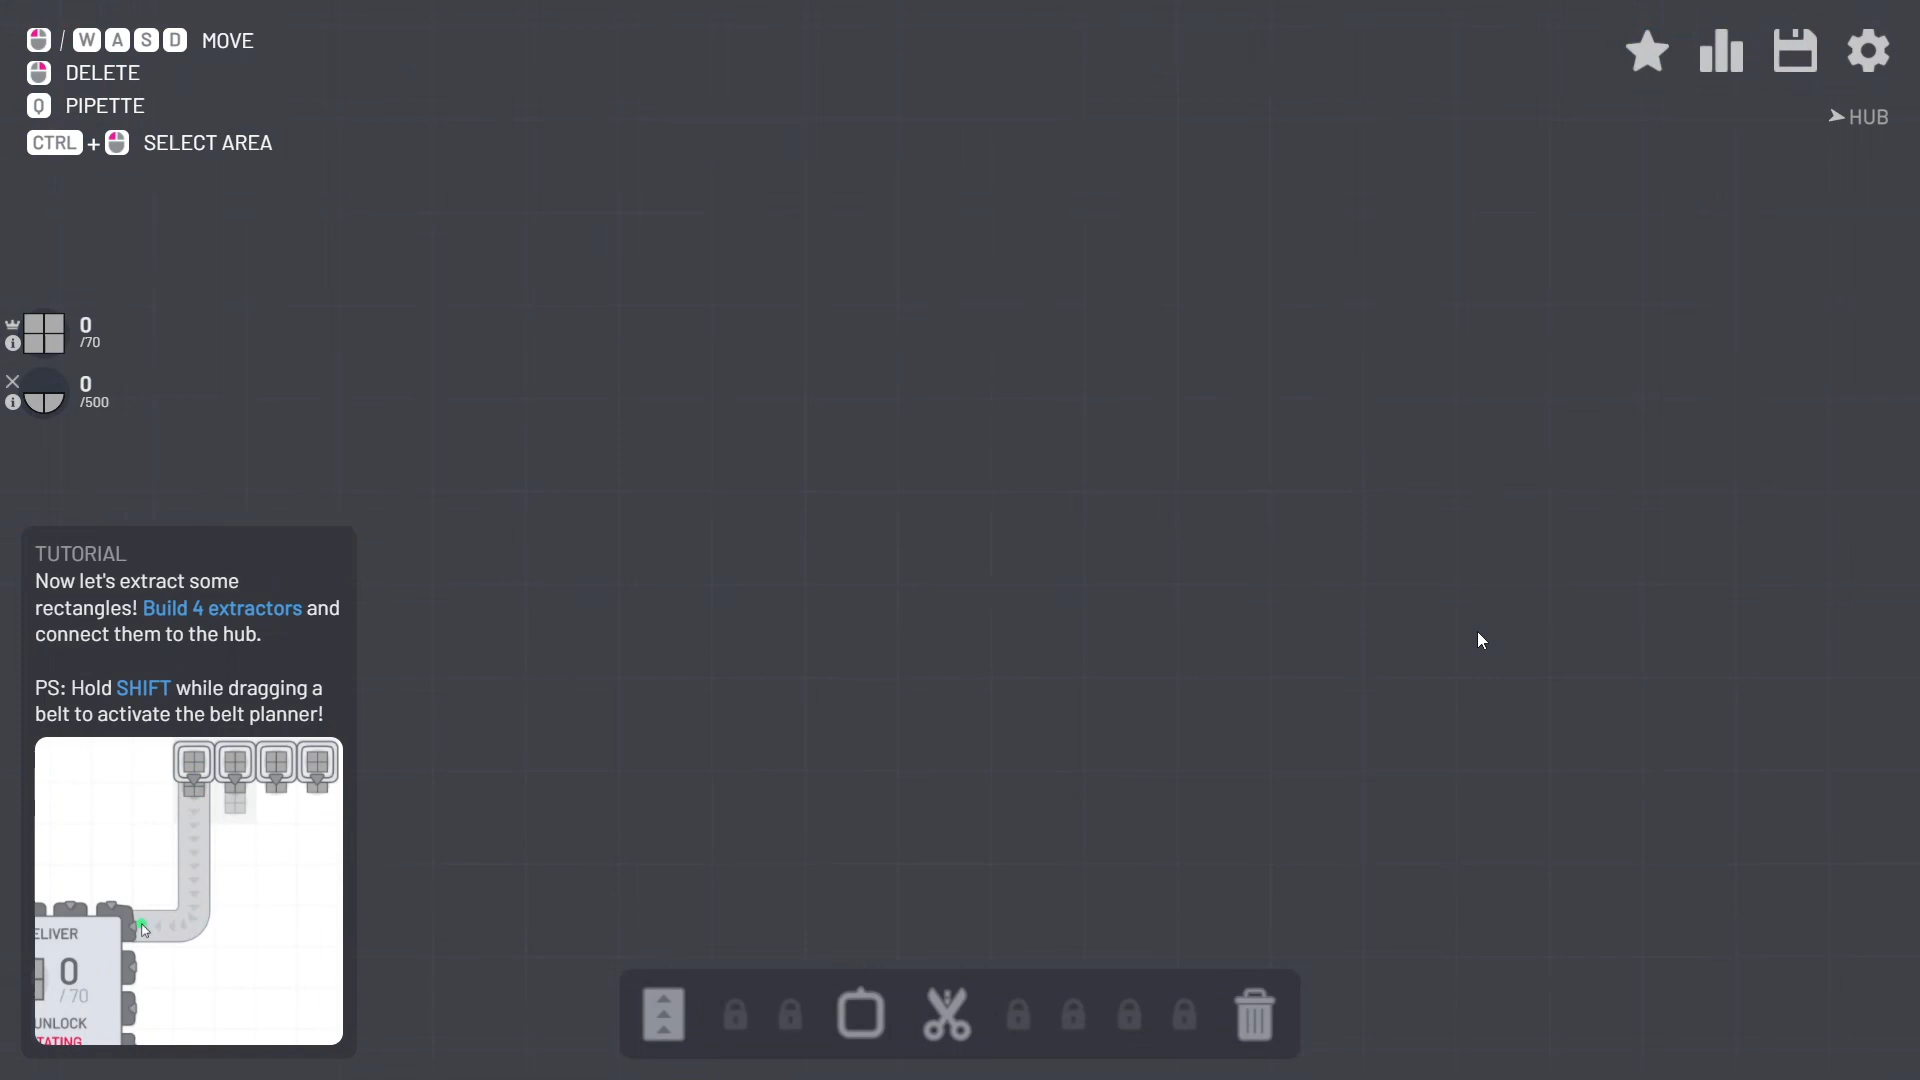 / W A S D MOVE
DELETE
Q PIPETTE
CTRL + SELECT AREA
HUB
0
/70
0
/500
TUTORIAL
Now let's extract some
rectangles! Build 4 extractors and
connect them to the hub.
PS: Hold SHIFT while dragging a
belt to activate the belt planner!
ELIVER
0
/70
UNLOCK
TATING